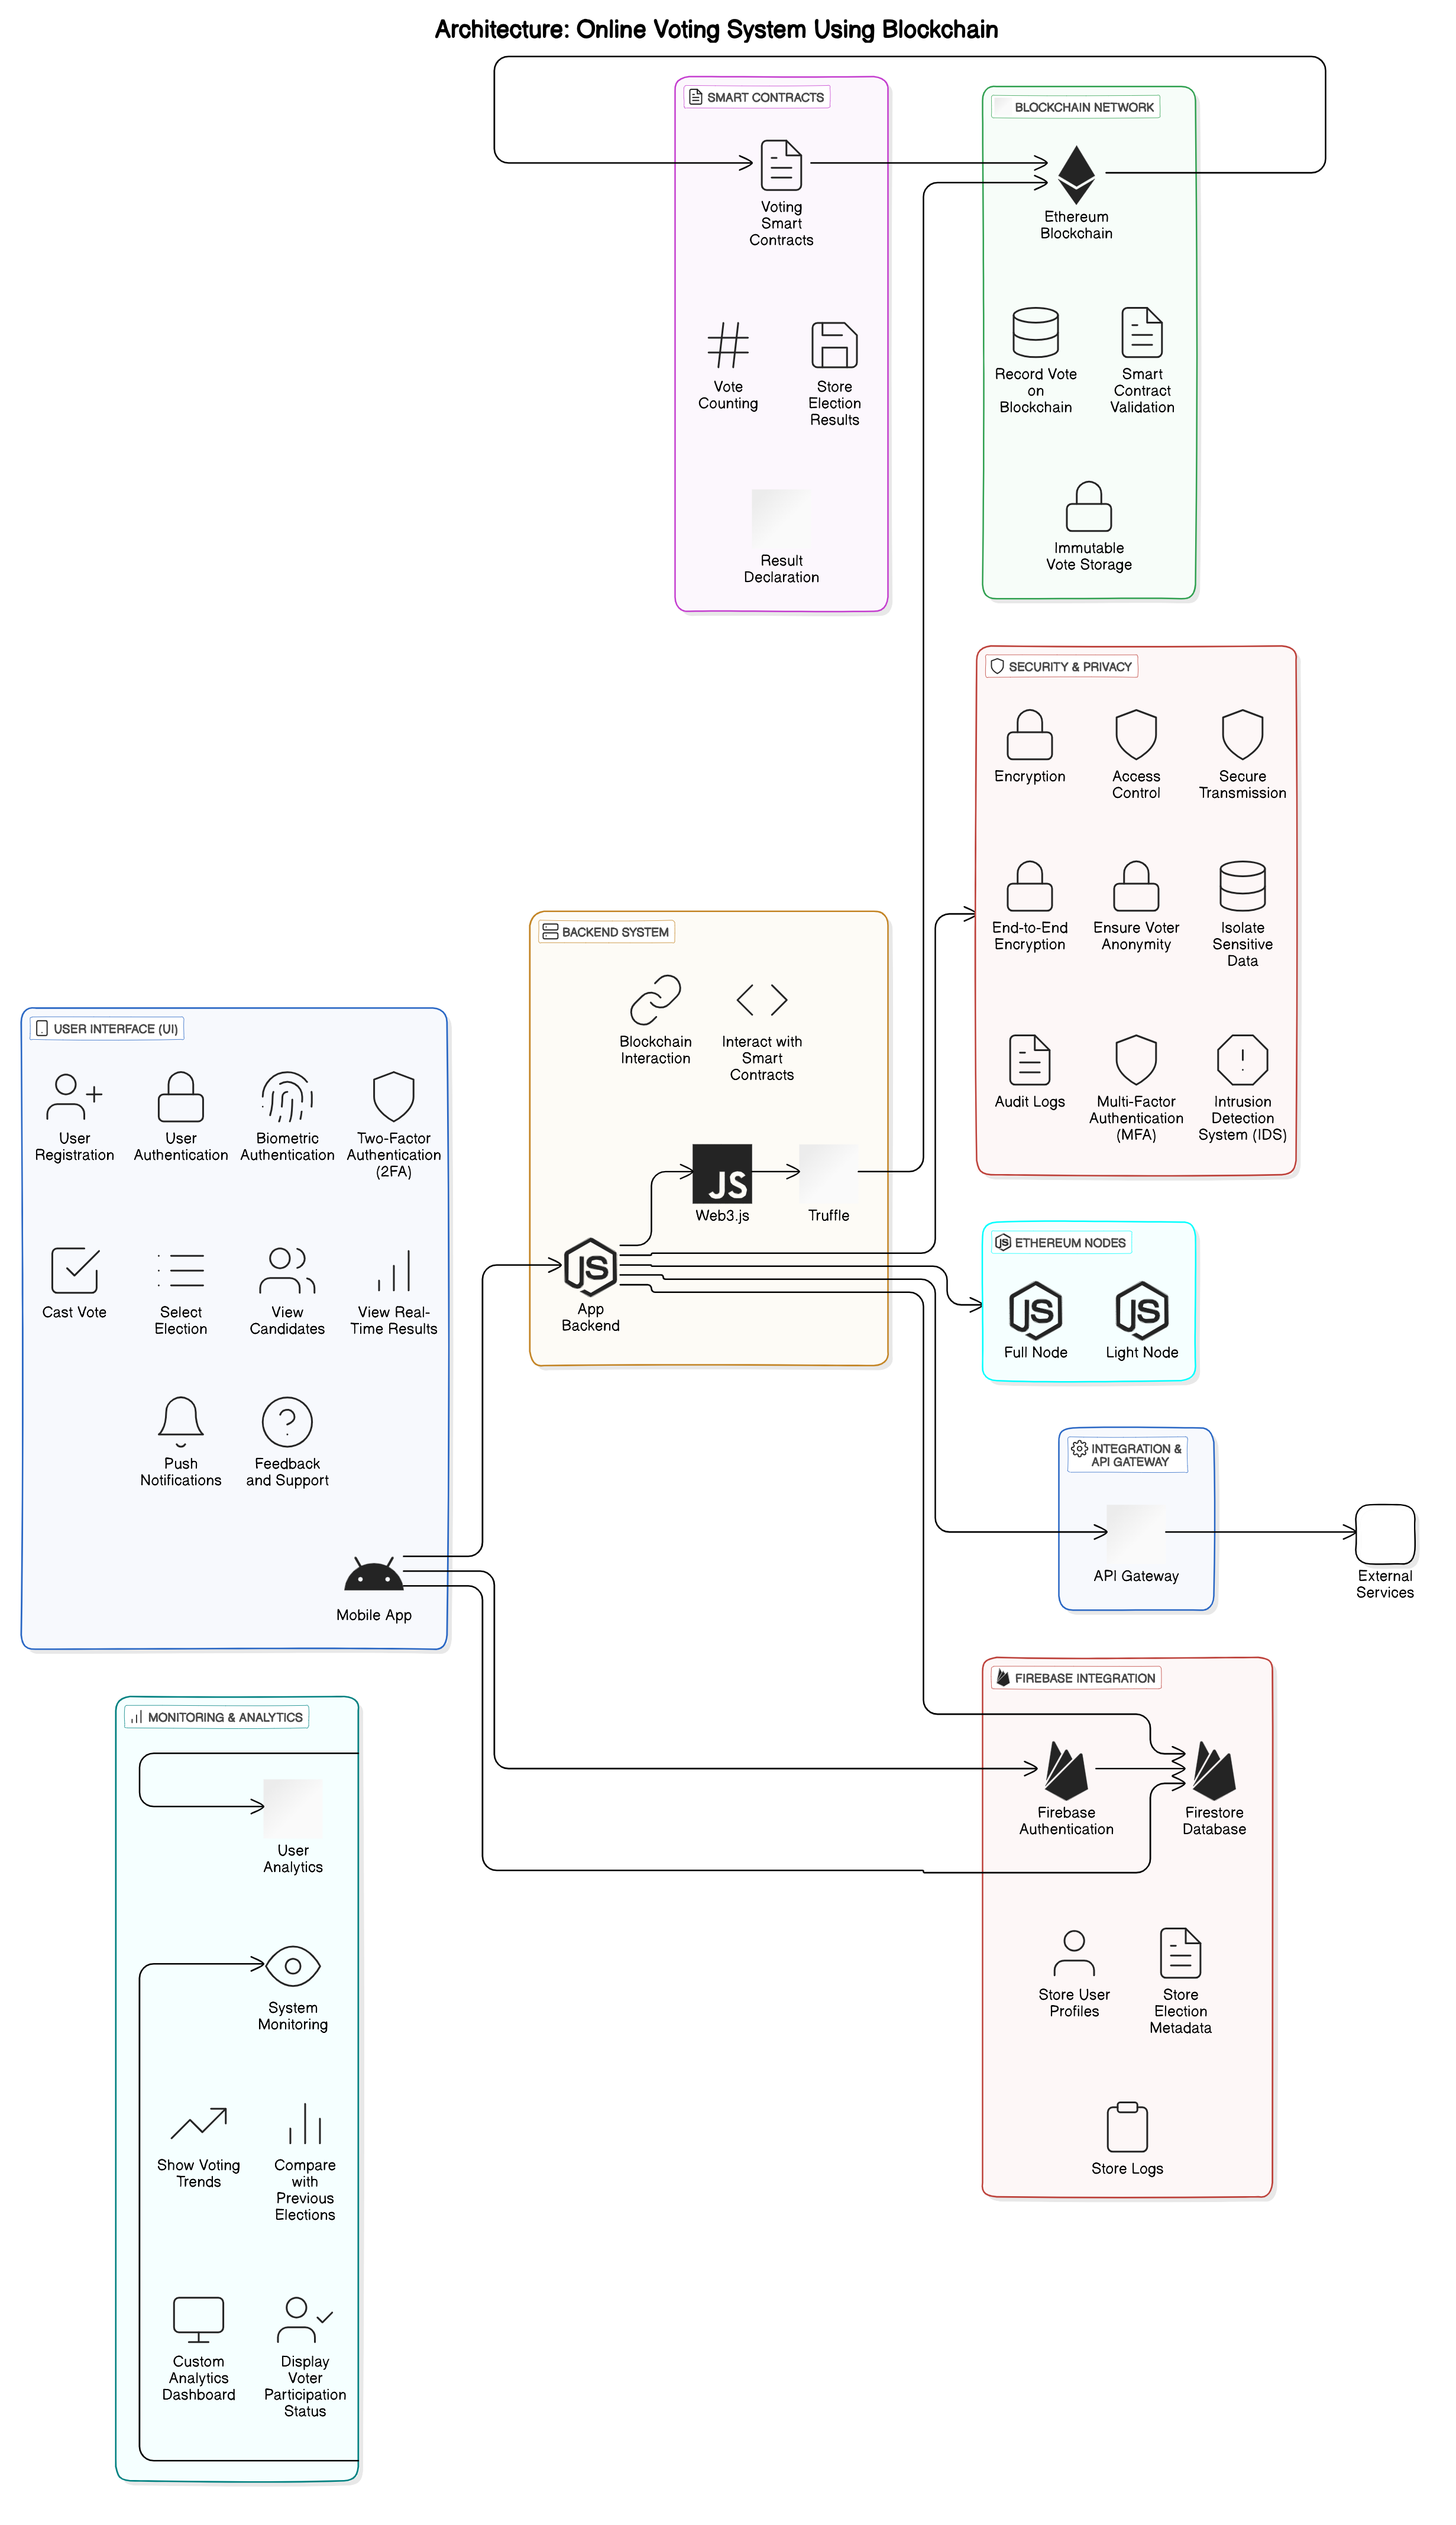 Architecture: Online Voting System Using Blockchain
SMART CONTRACTS
Voting
Smart
Contracts
Vote
Counting
Store
Election
Results
Result
Declaration
BLOCKCHAIN NETWORK
Ethereum
Blockchain
Record Vote
on
Blockchain
Smart
Contract
Validation
Immutable
Vote Storage
SECURITY & PRIVACY
Encryption
Access
Control
Secure
Transmission
End-to-End
Encryption
Ensure Voter
Anonymity
Isolate
Sensitive
Data
Audit Logs
Multi-Factor
Authentication
(MFA)
Intrusion
Detection
System (IDS)
BACKEND SYSTEM
Blockchain
Interaction
Interact with
Smart
Contracts
JS
Web3.js
Truffle
JS
App
Backend
USER INTERFACE (UI)
User
Registration
User
Authentication
Biometric
Authentication
Two-Factor
Authentication
(2FA)
Cast Vote
Select
Election
View
Candidates
View Real-
Time Results
Push
Notifications
Feedback
and Support
Mobile App
JS
ETHEREUM NODES
JS
Full Node
JS
Light Node
INTEGRATION &
API GATEWAY
API Gateway
External
Services
FIREBASE INTEGRATION
Firebase
Authentication
Firestore
Database
Store User
Profiles
Store
Election
Metadata
Store Logs
MONITORING & ANALYTICS
User
Analytics
System
Monitoring
Show Voting
Trends
Compare
with
Previous
Elections
Custom
Analytics
Dashboard
Display
Voter
Participation
Status